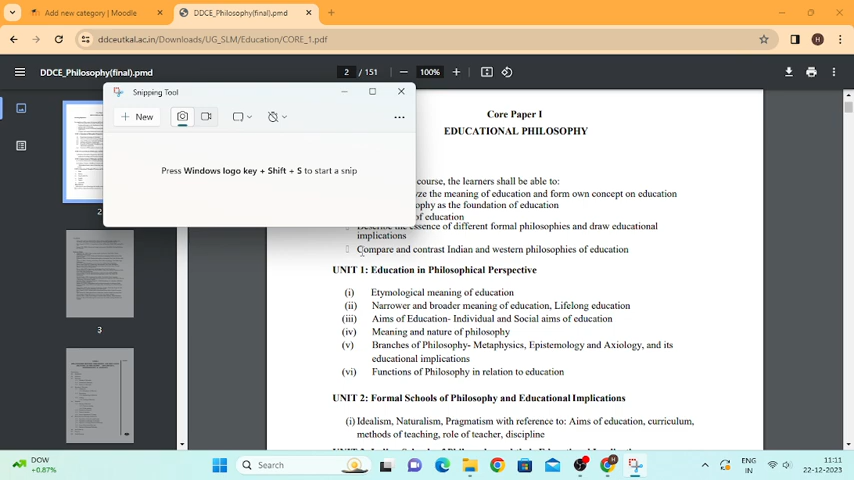 Add new category | Moodle
DDCE_Philosophy(final).pmd
ddceutkal.ac.in/Downloads/UG_SLM/Education/CORE_1.pdf
DDCE_Philosophy(final).pmd
2 / 151
100%
Snipping Tool
New
Press Windows logo key + Shift + S to start a snip
2
3
Core Paper I
EDUCATIONAL PHILOSOPHY
course, the learners shall be able to:
ze the meaning of education and form own concept on education
sophy as the foundation of education
of education
Describe the essence of different formal philosophies and draw educational
implications
Compare and contrast Indian and western philosophies of education
UNIT 1: Education in Philosophical Perspective
(i) Etymological meaning of education
(ii) Narrower and broader meaning of education, Lifelong education
(iii) Aims of Education- Individual and Social aims of education
(iv) Meaning and nature of philosophy
(v) Branches of Philosophy- Metaphysics, Epistemology and Axiology, and its
educational implications
(vi) Functions of Philosophy in relation to education
UNIT 2: Formal Schools of Philosophy and Educational Implications
(i) Idealism, Naturalism, Pragmatism with reference to: Aims of education, curriculum,
methods of teaching, role of teacher, discipline
DOW
+0.87%
Search
ENG
IN
11:11
22-12-2023